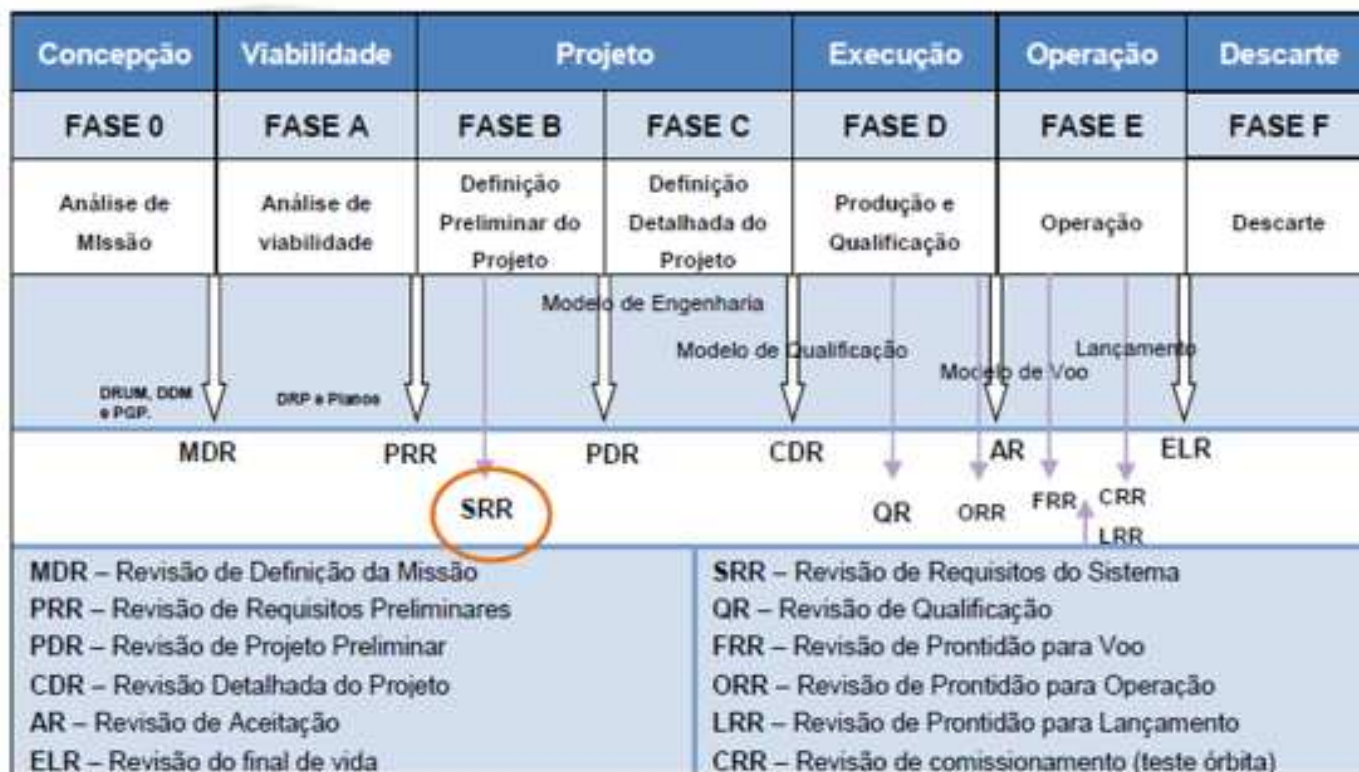 Concepção Viabilidade Projeto Execução Operação Descarte
FASE 0 FASE A FASE B FASE C FASE D FASE E FASE F
Análise de
MIssão
Análise de
viabilidade
Definição
Preliminar do
Projeto
Definição
Detalhada do
Projeto
Produção e
Qualificação
Operação
Descarte
Modelo de Engenharia
Modelo de Qualificação
Lançamento
Modelo de Voo
DRUM, DDM
e PGP.
DRP e Planos
MDR PRR PDR CDR AR ELR
SRR QR ORR FRR CRR
LRR
MDR – Revisão de Definição da Missão
PRR – Revisão de Requisitos Preliminares
PDR – Revisão de Projeto Preliminar
CDR – Revisão Detalhada do Projeto
AR – Revisão de Aceitação
ELR – Revisão do final de vida
SRR – Revisão de Requisitos do Sistema
QR – Revisão de Qualificação
FRR – Revisão de Prontidão para Voo
ORR – Revisão de Prontidão para Operação
LRR – Revisão de Prontidão para Lançamento
CRR – Revisão de comissionamento (teste órbita)